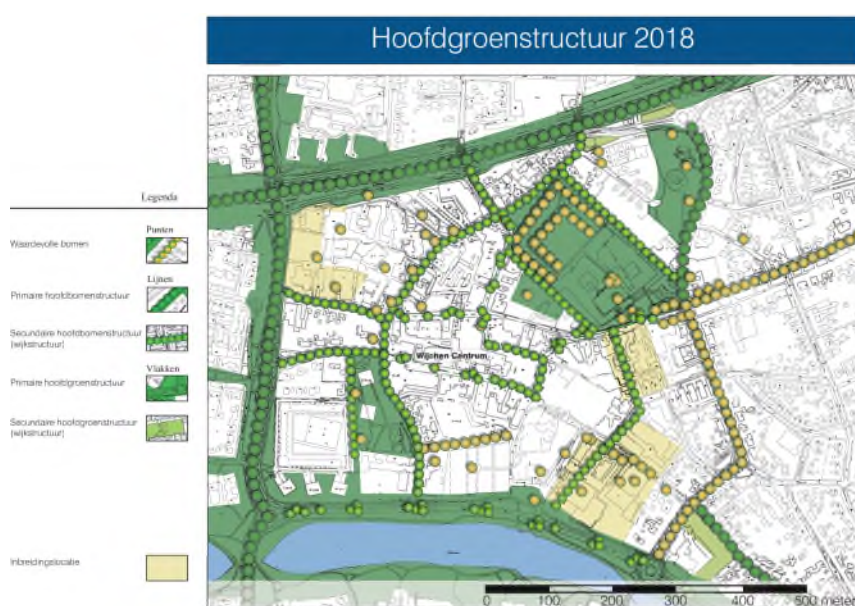 Hoofdgroenstructuur 2018
Legenda
Punten
Waardevolle bomen
Lijnen
Primaire hoofdbomenstructuur
Secundaire hoofdbomenstructuur
(wijkstructuur)
Vlakken
Primaire hoofdgroenstructuur
Secundaire hoofdgroenstructuur
(wijkstructuur)
Inbreidingslocatie
Wijchen Centrum
0 100 200 300 400 500 meter